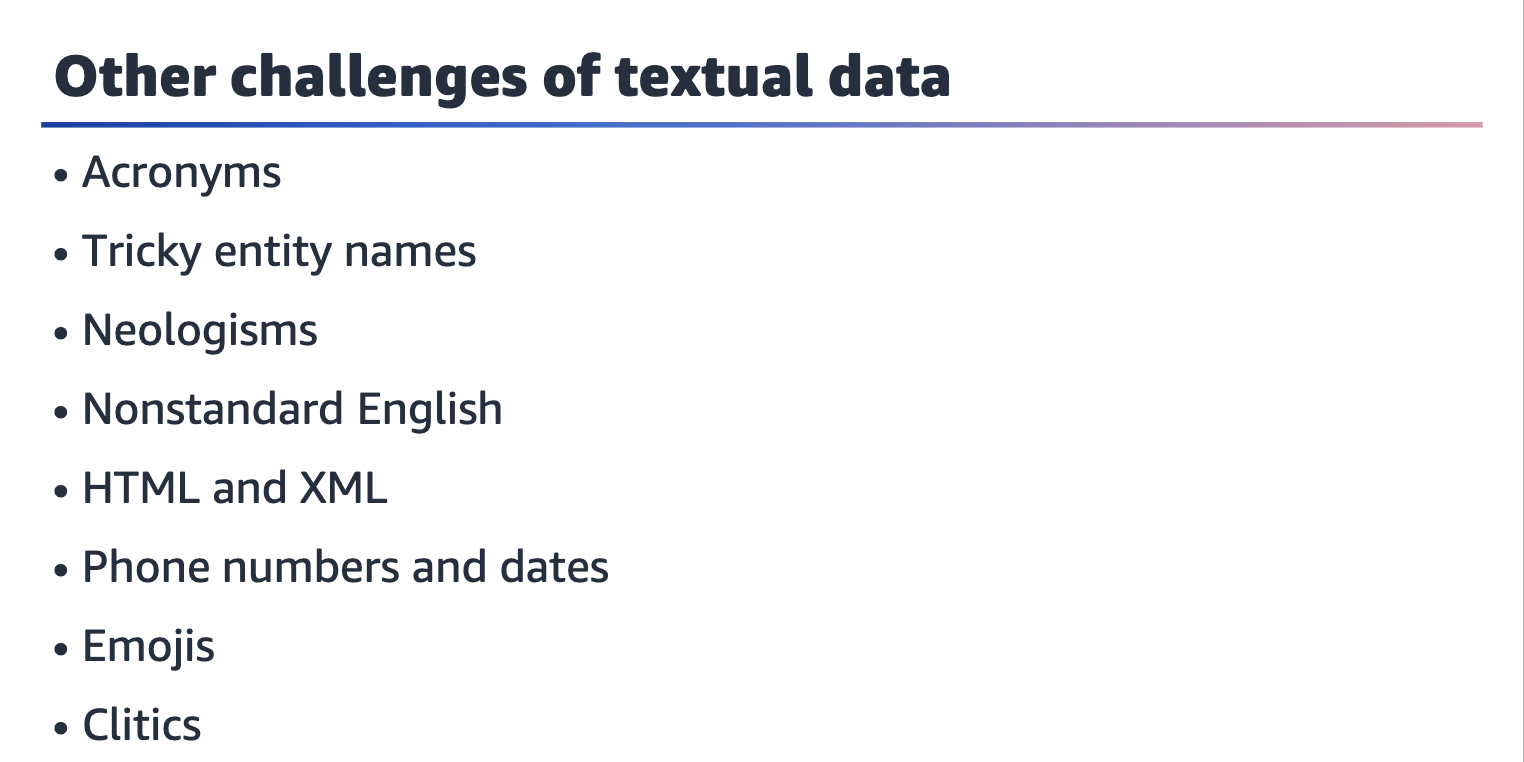 Other challenges of textual data
• Acronyms
• Tricky entity names
• Neologisms
• Nonstandard English
• HTML and XML
• Phone numbers and dates
• Emojis
• Clitics